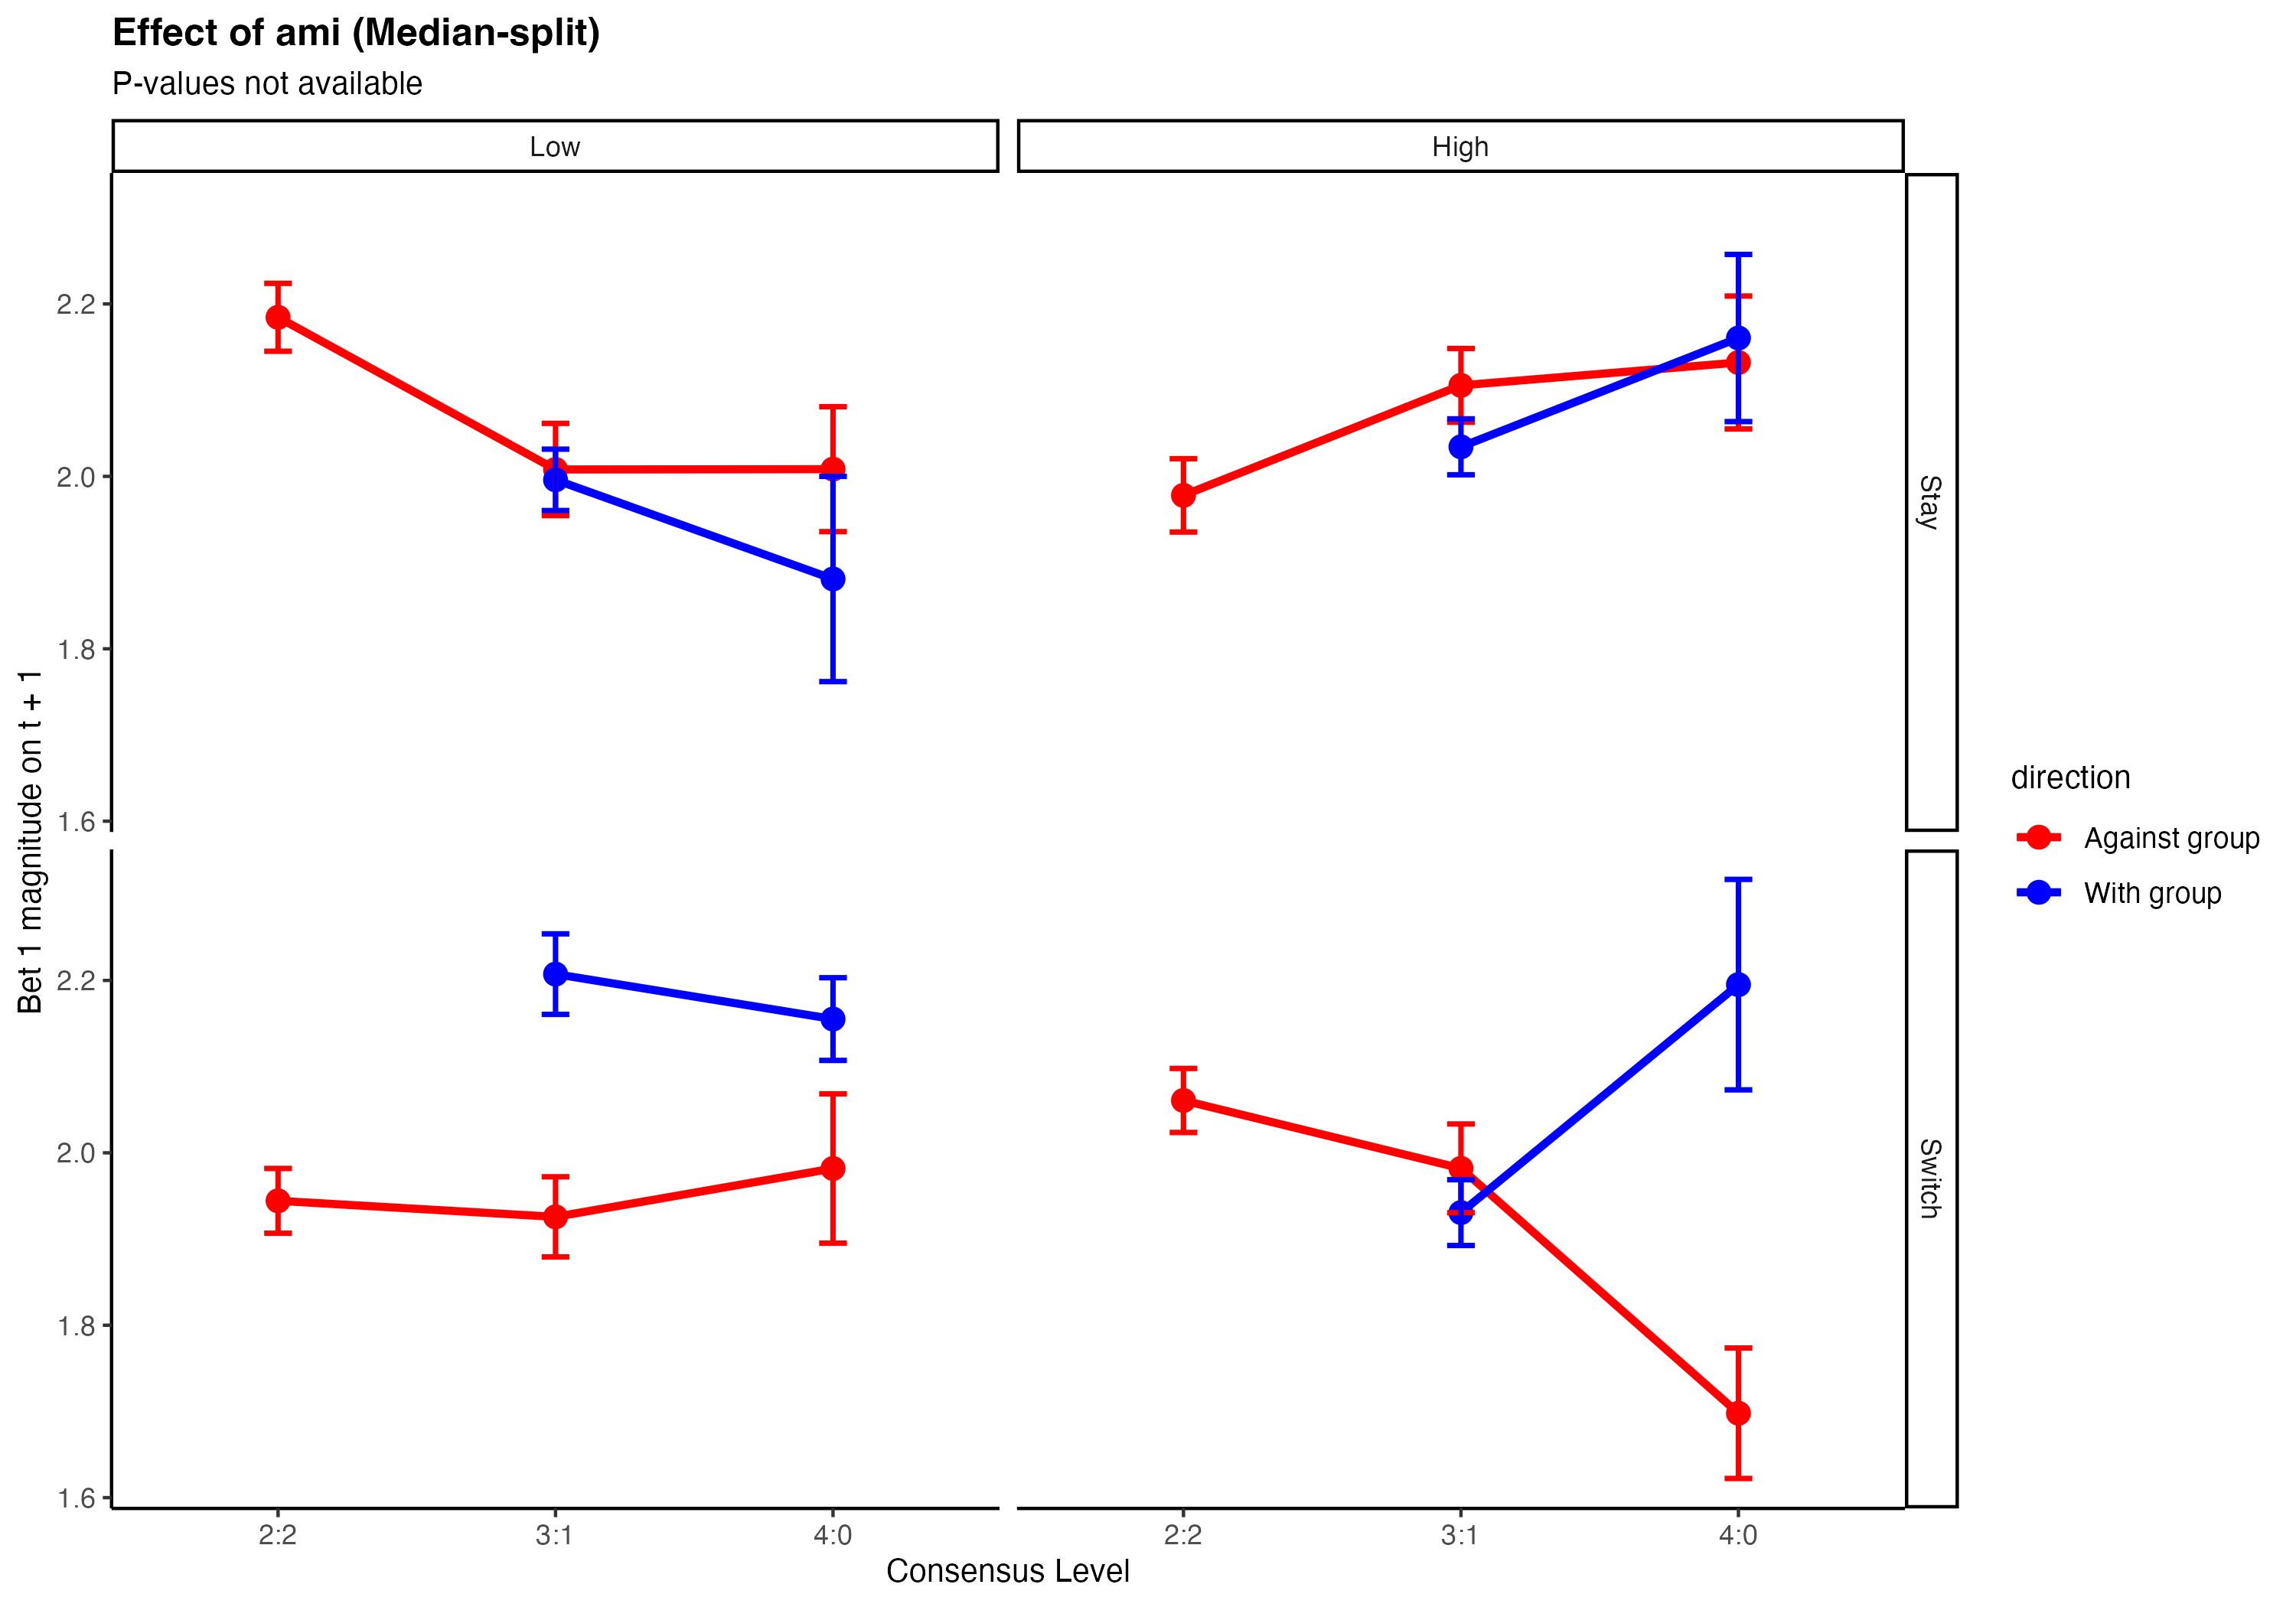 Effect of ami (Median-split)
P-values not available
Low
High
Stay
Switch
Bet 1 magnitude on t + 1
2.2
2.0
1.8
1.6
2.2
2.0
1.8
1.6
2:2
3:1
4:0
2:2
3:1
4:0
Consensus Level
direction
Against group
With group